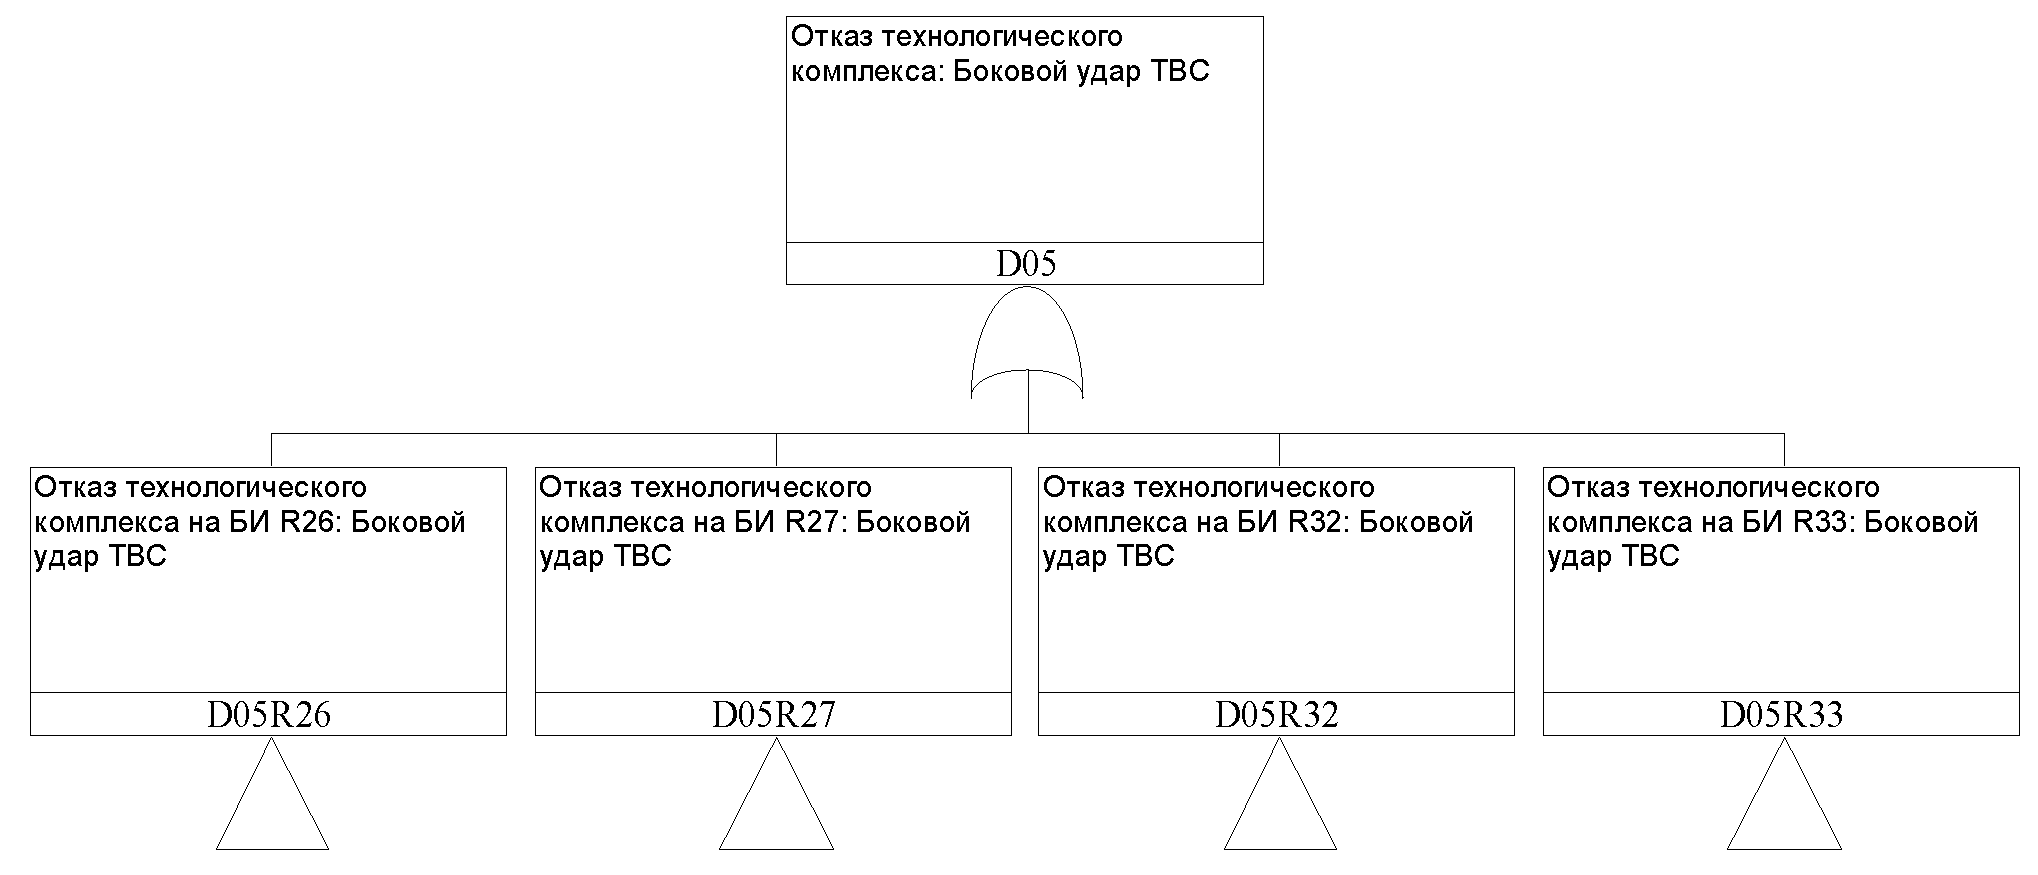 Отказ технологического
комплекса: Боковой удар ТВС
D05
Отказ технологического
комплекса на БИ R26: Боковой
удар ТВС
D05R26
Отказ технологического
комплекса на БИ R27: Боковой
удар ТВС
D05R27
Отказ технологического
комплекса на БИ R32: Боковой
удар ТВС
D05R32
Отказ технологического
комплекса на БИ R33: Боковой
удар ТВС
D05R33